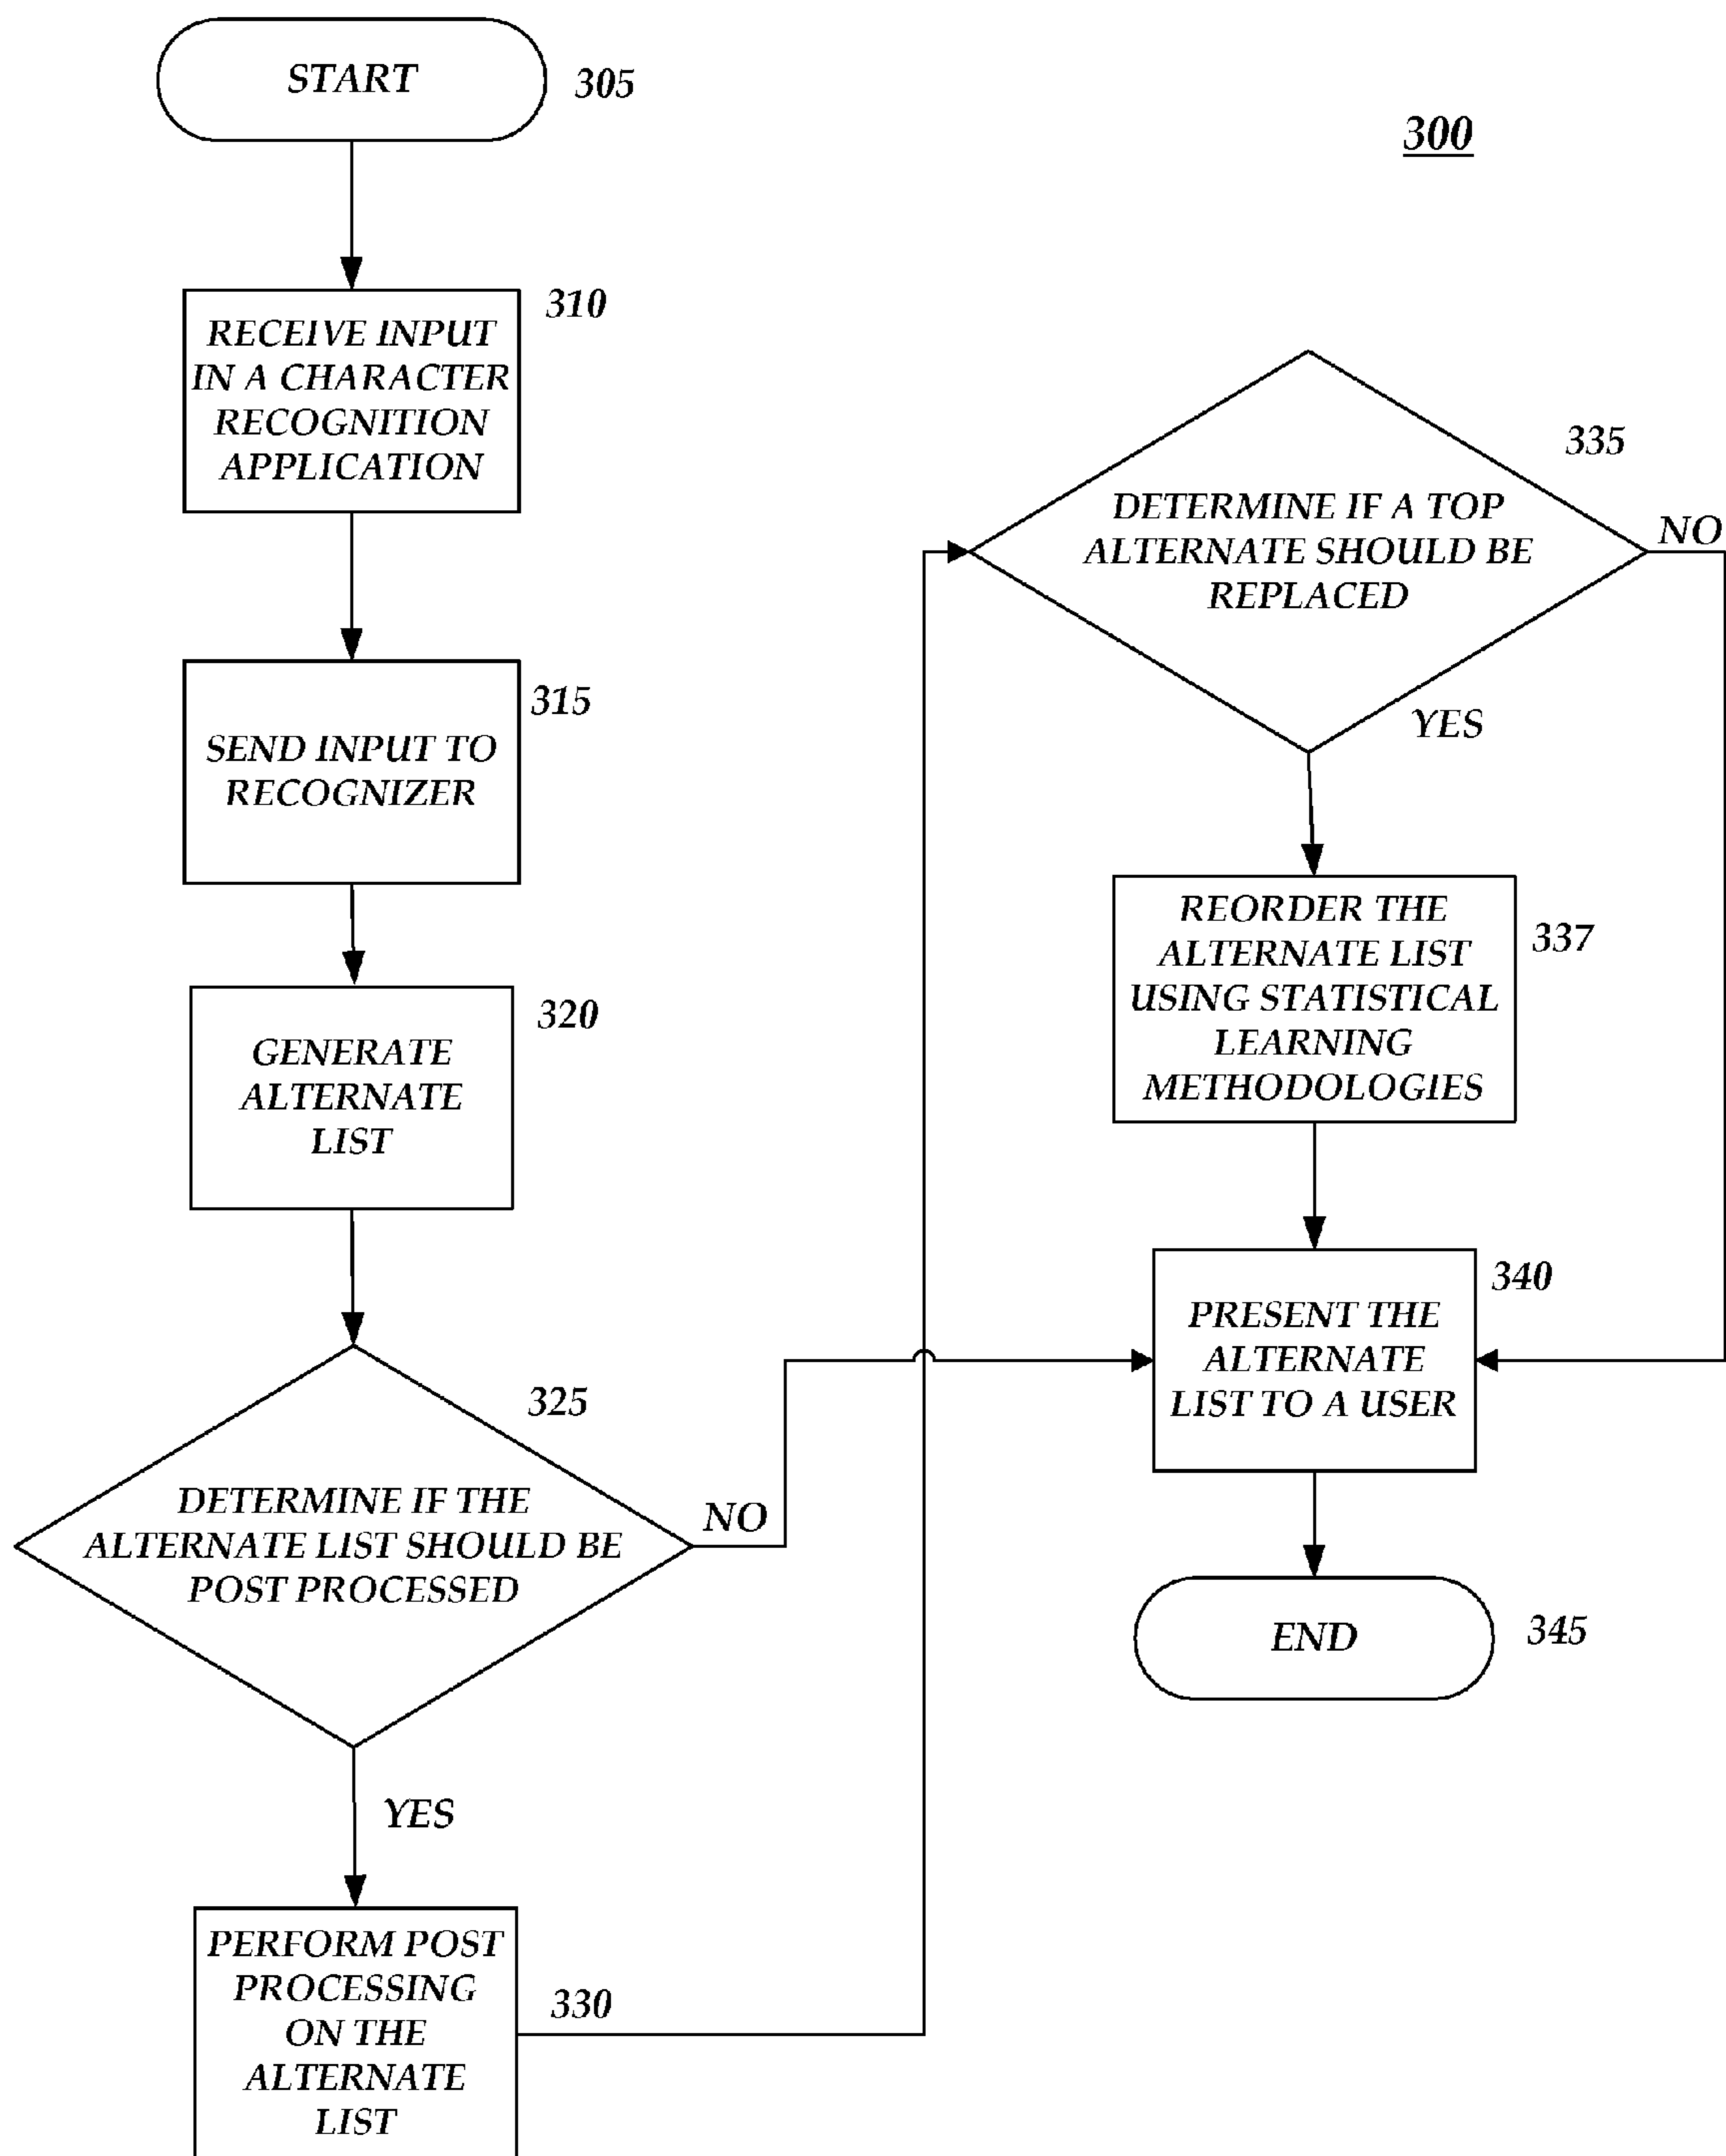 START
305
300
RECEIVE INPUT
IN A CHARACTER
RECOGNITION
APPLICATION
310
SEND INPUT TO
RECOGNIZER
315
GENERATE
ALTERNATE
LIST
320
DETERMINE IF THE
ALTERNATE LIST SHOULD BE
POST PROCESSED
325
NO
YES
PERFORM POST
PROCESSING
ON THE
ALTERNATE
LIST
330
DETERMINE IF A TOP
ALTERNATE SHOULD BE
REPLACED
335
NO
YES
REORDER THE
ALTERNATE LIST
USING STATISTICAL
LEARNING
METHODOLOGIES
337
PRESENT THE
ALTERNATE
LIST TO A USER
340
END
345